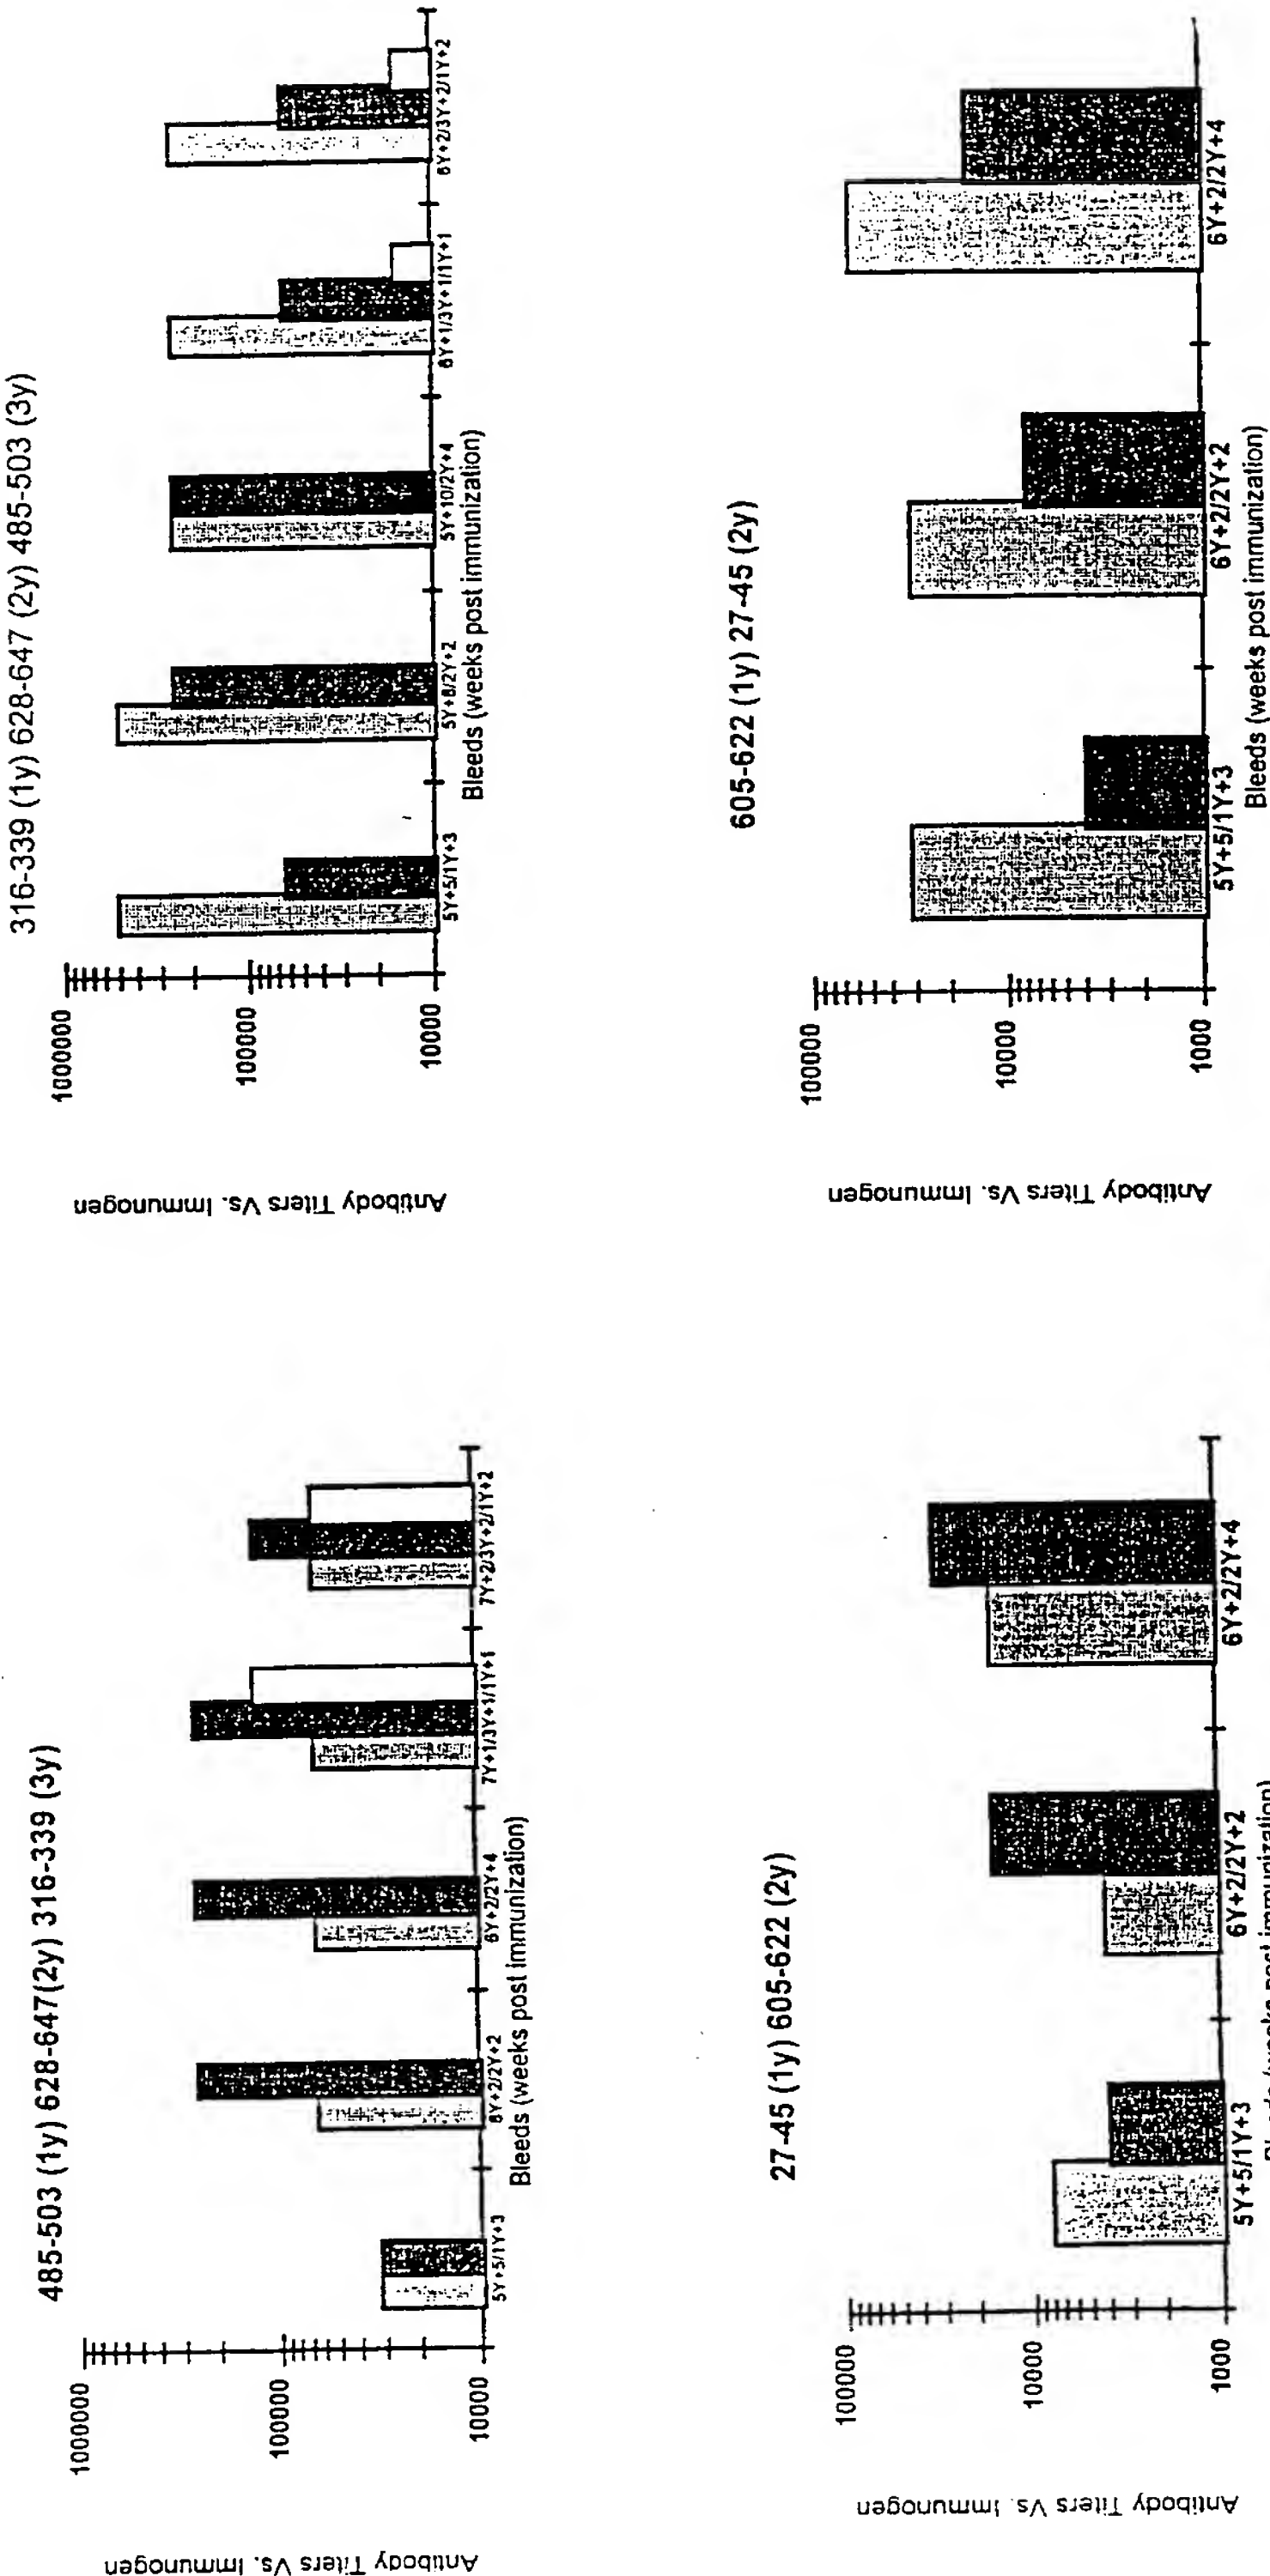 485-503 (1y) 628-647(2y) 316-339 (3y)
Antibody Titers Vs. Immunogen
1000000
100000
10000
5Y+5/1Y+3
6Y+2/2Y+2
6Y+2/2Y+4
7Y+1/3Y+1/1Y+1
7Y+2/3Y+2/1Y+2
Bleeds (weeks post immunization)
316-339 (1y) 628-647 (2y) 485-503 (3y)
Antibody Titers Vs. Immunogen
1000000
100000
10000
5Y+5/1Y+3
5Y+8/2Y+2
5Y+10/2Y+4
6Y+1/3Y+1/1Y+1
6Y+2/3Y+2/1Y+2
Bleeds (weeks post immunization)
27-45 (1y) 605-622 (2y)
Antibody Titers Vs. Immunogen
100000
10000
1000
5Y+5/1Y+3
6Y+2/2Y+2
6Y+2/2Y+4
Bleeds (weeks post immunization)
605-622 (1y) 27-45 (2y)
Antibody Titers Vs. Immunogen
100000
10000
1000
5Y+5/1Y+3
6Y+2/2Y+2
6Y+2/2Y+4
Bleeds (weeks post immunization)